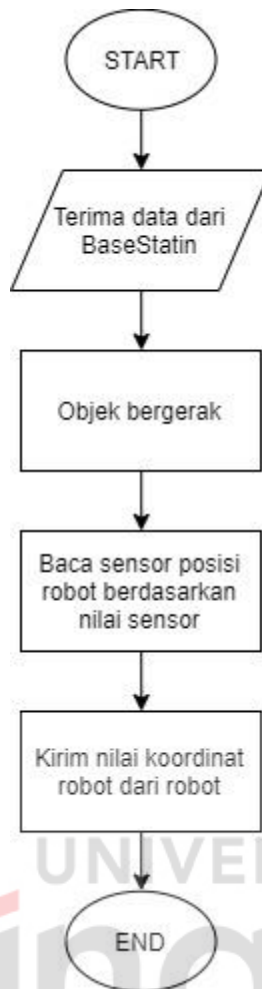 START
Terima data dari
BaseStatin
Objek bergerak
Baca sensor posisi
robot berdasarkan
nilai sensor
Kirim nilai koordinat
robot dari robot
END